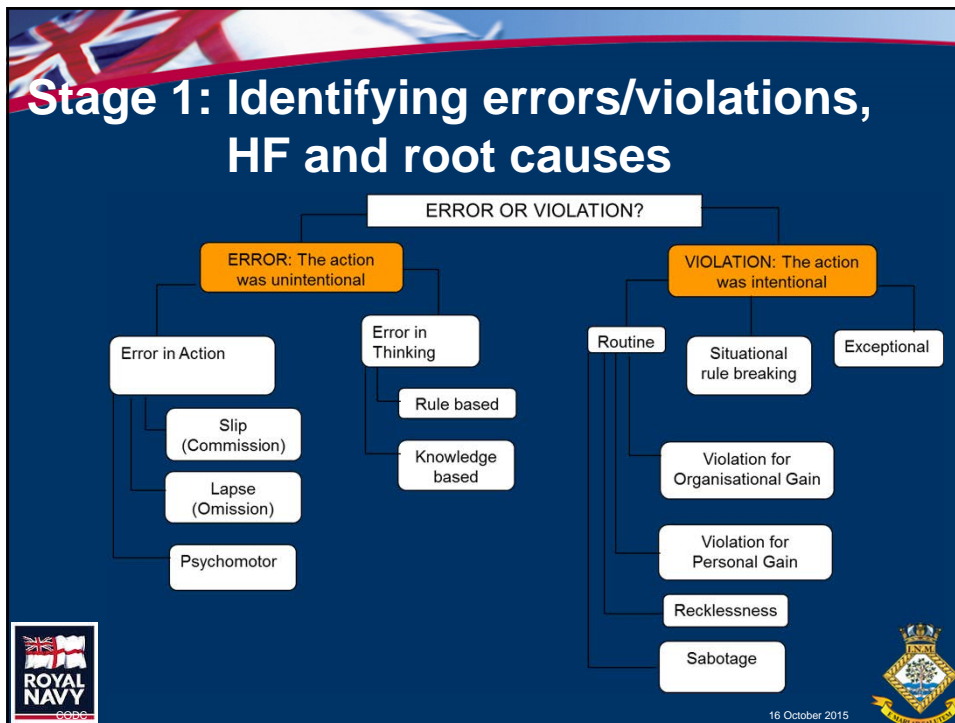 Stage 1: Identifying errors/violations,
HF and root causes
ERROR OR VIOLATION?
ERROR: The action
was unintentional
VIOLATION: The action
was intentional
Error in Action
Error in
Thinking
Routine
Situational
rule breaking
Exceptional
Slip
(Commission)
Rule based
Lapse
(Omission)
Knowledge
based
Violation for
Organisational Gain
Psychomotor
Violation for
Personal Gain
Recklessness
Sabotage
ROYAL
NAVY
CODC
16 October 2015
I.N.M.